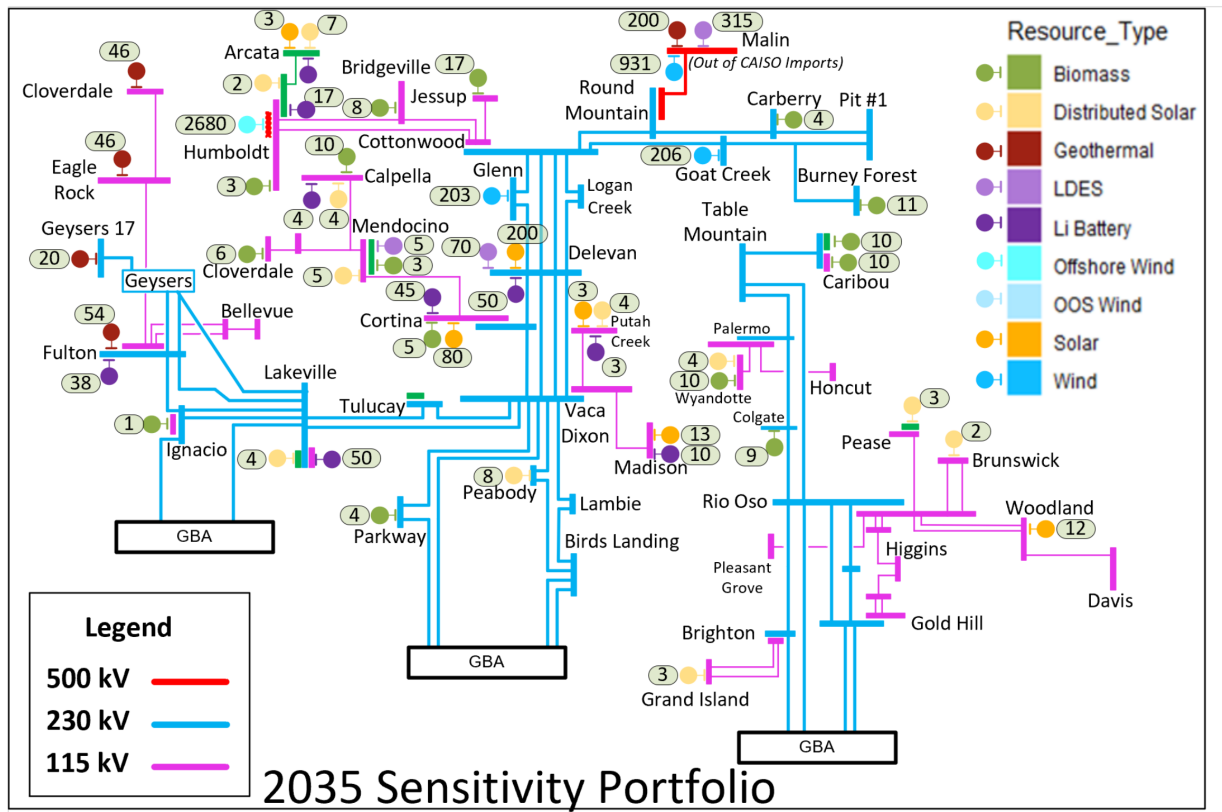 3
7
200
315
Resource_Type
46
Arcata
Malin
Cloverdale
2
Bridgeville
17
931
(Out of CAISO Imports)
Biomass
17
8
Jessup
Round
Mountain
Carberry
Pit #1
4
Distributed Solar
46
2680
Cottonwood
Geothermal
Eagle
Rock
Humboldt
10
Glenn
206
Goat Creek
Burney Forest
LDES
3
Calpella
203
Logan
Creek
11
Li Battery
Geysers 17
4
4
Mendocino
Table
Mountain
Offshore Wind
20
6
Cloverdale
5
3
5
70
200
Delevan
10
10
Caribou
OOS Wind
Geysers
45
50
3
4
Solar
54
Bellevue
Cortina
Putah
Creek
Palermo
Wind
Fulton
5
80
3
4
10
Wyandotte
Honcut
38
Lakeville
Tulucay
Vaca
Dixon
Colgate
9
3
Pease
2
Brunswick
1
Ignacio
13
10
Madison
4
50
8
Peabody
Rio Oso
Woodland
12
4
Parkway
Lambie
Birds Landing
Pleasant
Grove
Higgins
Davis
GBA
Gold Hill
Legend
Brighton
500 kV
GBA
3
Grand Island
230 kV
115 kV
GBA
2035 Sensitivity Portfolio